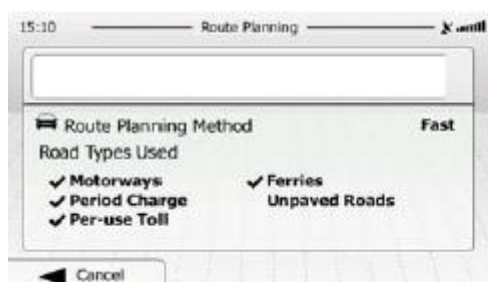 15:10 Route Planning
Route Planning Method Fast
Road Types Used
Motorways Ferries
Period Charge Unpaved Roads
Per-use Toll
Cancel